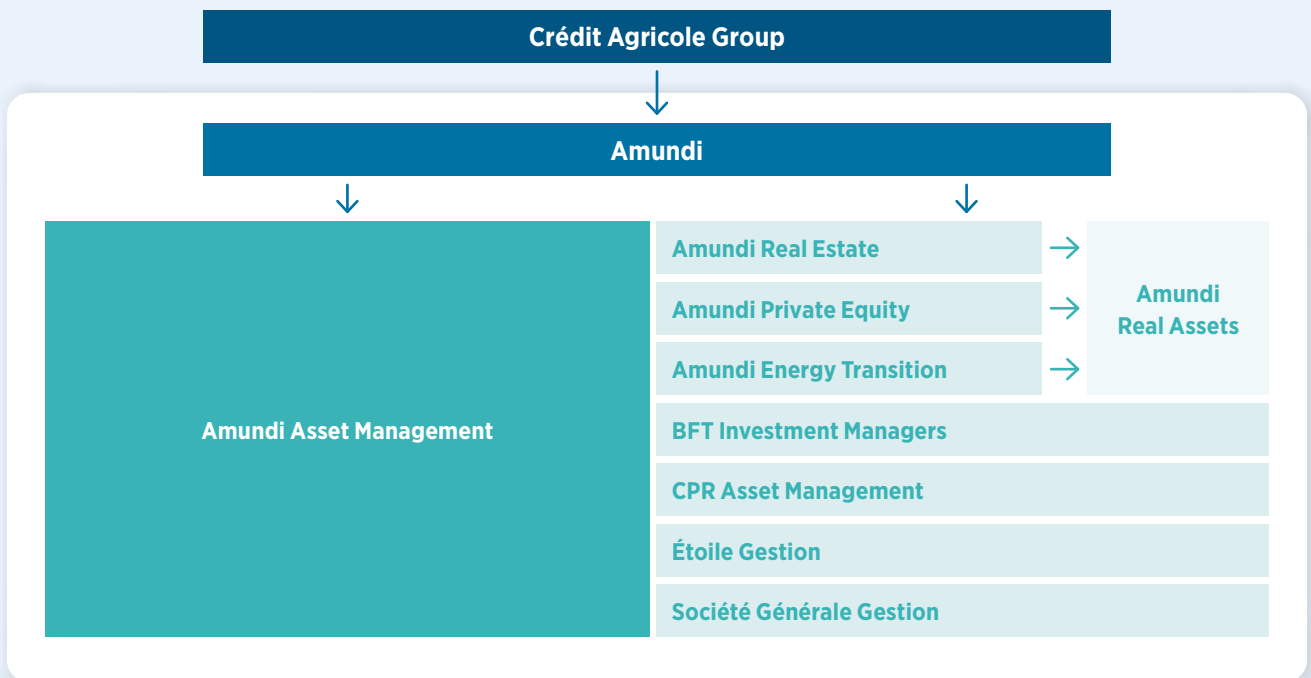 Crédit Agricole Group
Amundi
Amundi Asset Management
Amundi Real Estate
Amundi Private Equity
Amundi Energy Transition
Amundi
Real Assets
BFT Investment Managers
CPR Asset Management
Étoile Gestion
Société Générale Gestion